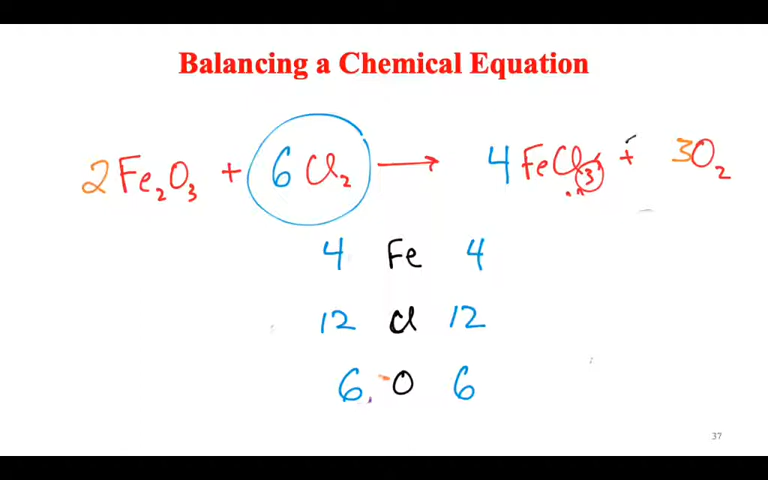 Balancing a Chemical Equation
2Fe₂O₃ + 6Cl₂ → 4FeCl₃ + 3O₂
4 Fe 4
12 Cl 12
6 O 6
37